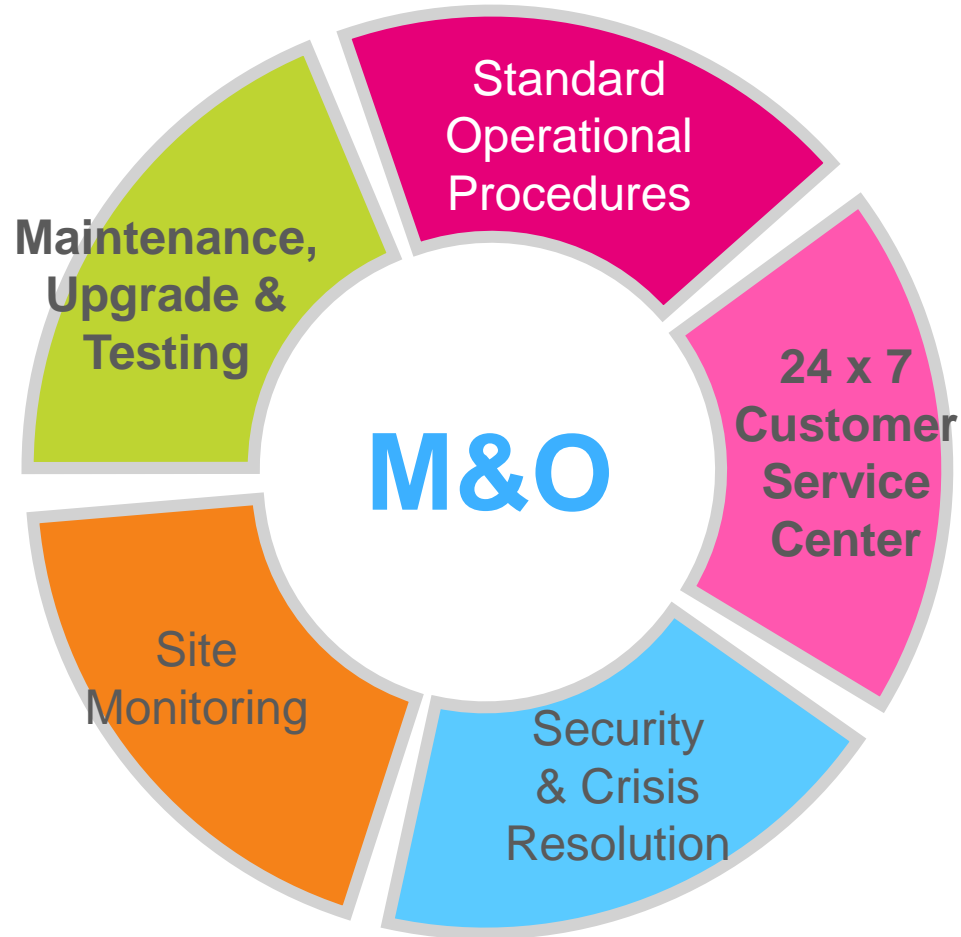 Standard
Operational
Procedures
24 x 7
Customer
Service
Center
Security
& Crisis
Resolution
Site
Monitoring
Maintenance,
Upgrade &
Testing
M&O